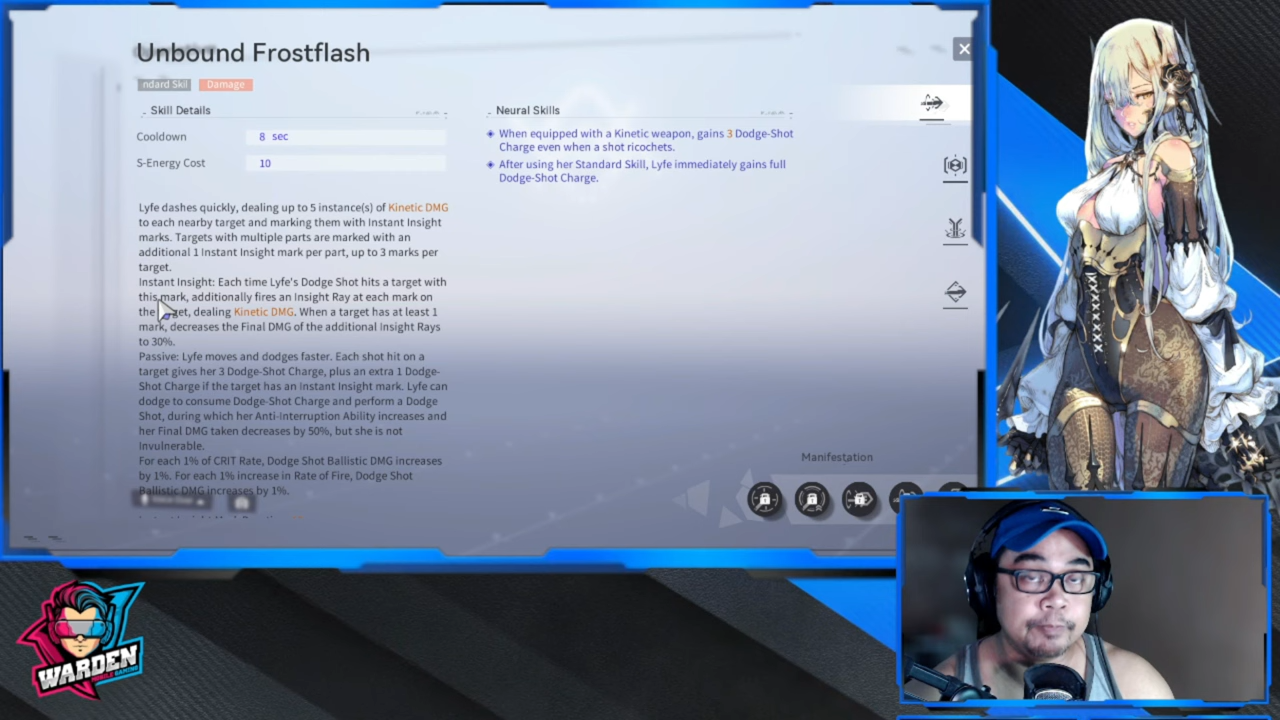 Unbound Frostflash
ndard Skil Damage
Skill Details
Cooldown 8 sec
S-Energy Cost 10
Lyfe dashes quickly, dealing up to 5 instance(s) of Kinetic DMG
to each nearby target and marking them with Instant Insight
marks. Targets with multiple parts are marked with an
additional 1 Instant Insight mark per part, up to 3 marks per
target.
Instant Insight: Each time Lyfe's Dodge Shot hits a target with
this mark, additionally fires an Insight Ray at each mark on
the target, dealing Kinetic DMG. When a target has at least 1
mark, decreases the Final DMG of the additional Insight Rays
to 30%.
Passive: Lyfe moves and dodges faster. Each shot hit on a
target gives her 3 Dodge-Shot Charge, plus an extra 1 Dodge-
Shot Charge if the target has an Instant Insight mark. Lyfe can
dodge to consume Dodge-Shot Charge and perform a Dodge
Shot, during which her Anti-Interruption Ability increases and
her Final DMG taken decreases by 50%, but she is not
Invulnerable.
For each 1% of CRIT Rate, Dodge Shot Ballistic DMG increases
by 1%. For each 1% increase in Rate of Fire, Dodge Shot
Ballistic DMG increases by 1%.
Neural Skills
When equipped with a Kinetic weapon, gains 3 Dodge-Shot
Charge even when a shot ricochets.
After using her Standard Skill, Lyfe immediately gains full
Dodge-Shot Charge.
Manifestation
WARDEN
MOBILE GAMING